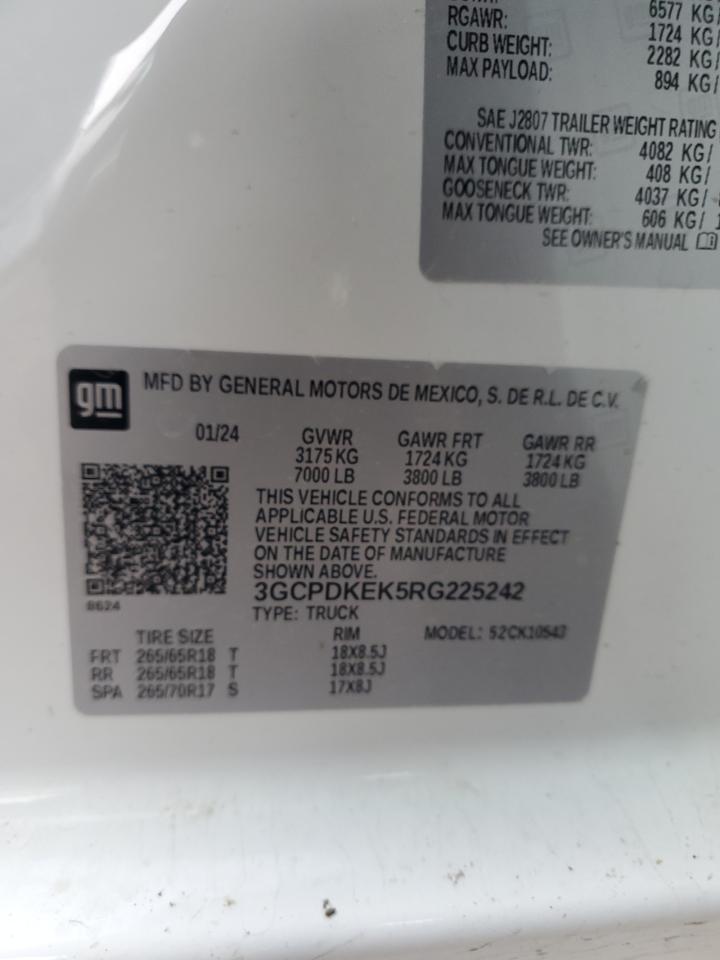 6577 KG/
RGAWR: 1724 KG/
CURB WEIGHT: 2282 KG/
MAX PAYLOAD: 894 KG/
SAE J2807 TRAILER WEIGHT RATING
CONVENTIONAL TWR: 4082 KG/
MAX TONGUE WEIGHT: 408 KG/
GOOSENECK TWR: 4037 KG/
MAX TONGUE WEIGHT: 606 KG/ 1
SEE OWNER'S MANUAL
gm
MFD BY GENERAL MOTORS DE MEXICO, S. DE R.L. DE C.V.
01/24 GVWR GAWR FRT GAWR RR
3175 KG 1724 KG 1724 KG
7000 LB 3800 LB 3800 LB
THIS VEHICLE CONFORMS TO ALL
APPLICABLE U.S. FEDERAL MOTOR
VEHICLE SAFETY STANDARDS IN EFFECT
ON THE DATE OF MANUFACTURE
SHOWN ABOVE.
8624
3GCPDKEK5RG225242
TYPE: TRUCK
TIRE SIZE RIM MODEL: 52CK10543
FRT 265/65R18 T 18X8.5J
RR 265/65R18 T 18X8.5J
SPA 265/70R17 S 17X8J